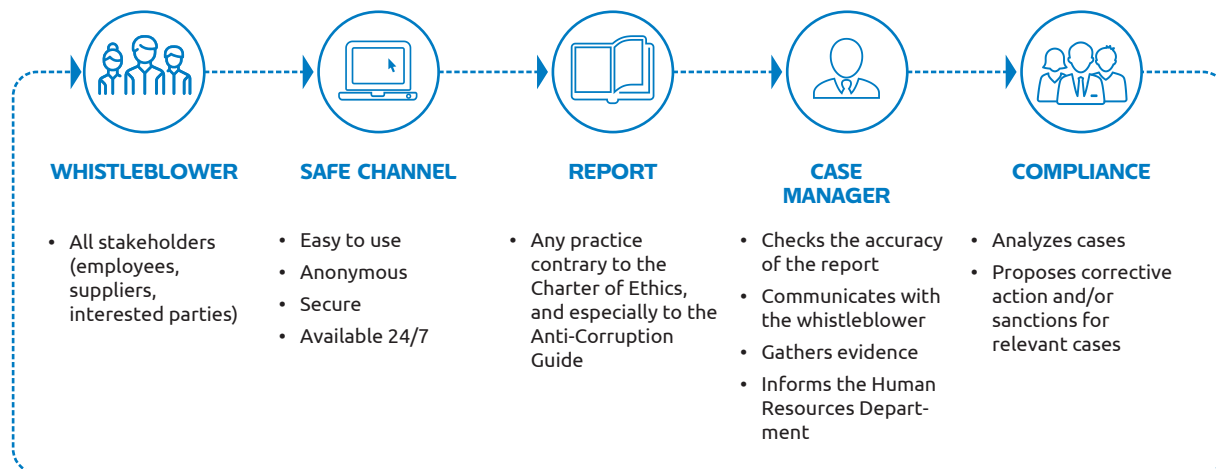 WHISTLEBLOWER
• All stakeholders
(employees,
suppliers,
interested parties)
SAFE CHANNEL
• Easy to use
• Anonymous
• Secure
• Available 24/7
REPORT
• Any practice
contrary to the
Charter of Ethics,
and especially to the
Anti-Corruption
Guide
CASE
MANAGER
• Checks the accuracy
of the report
• Communicates with
the whistleblower
• Gathers evidence
• Informs the Human
Resources Depart-
ment
COMPLIANCE
• Analyzes cases
• Proposes corrective
action and/or
sanctions for
relevant cases